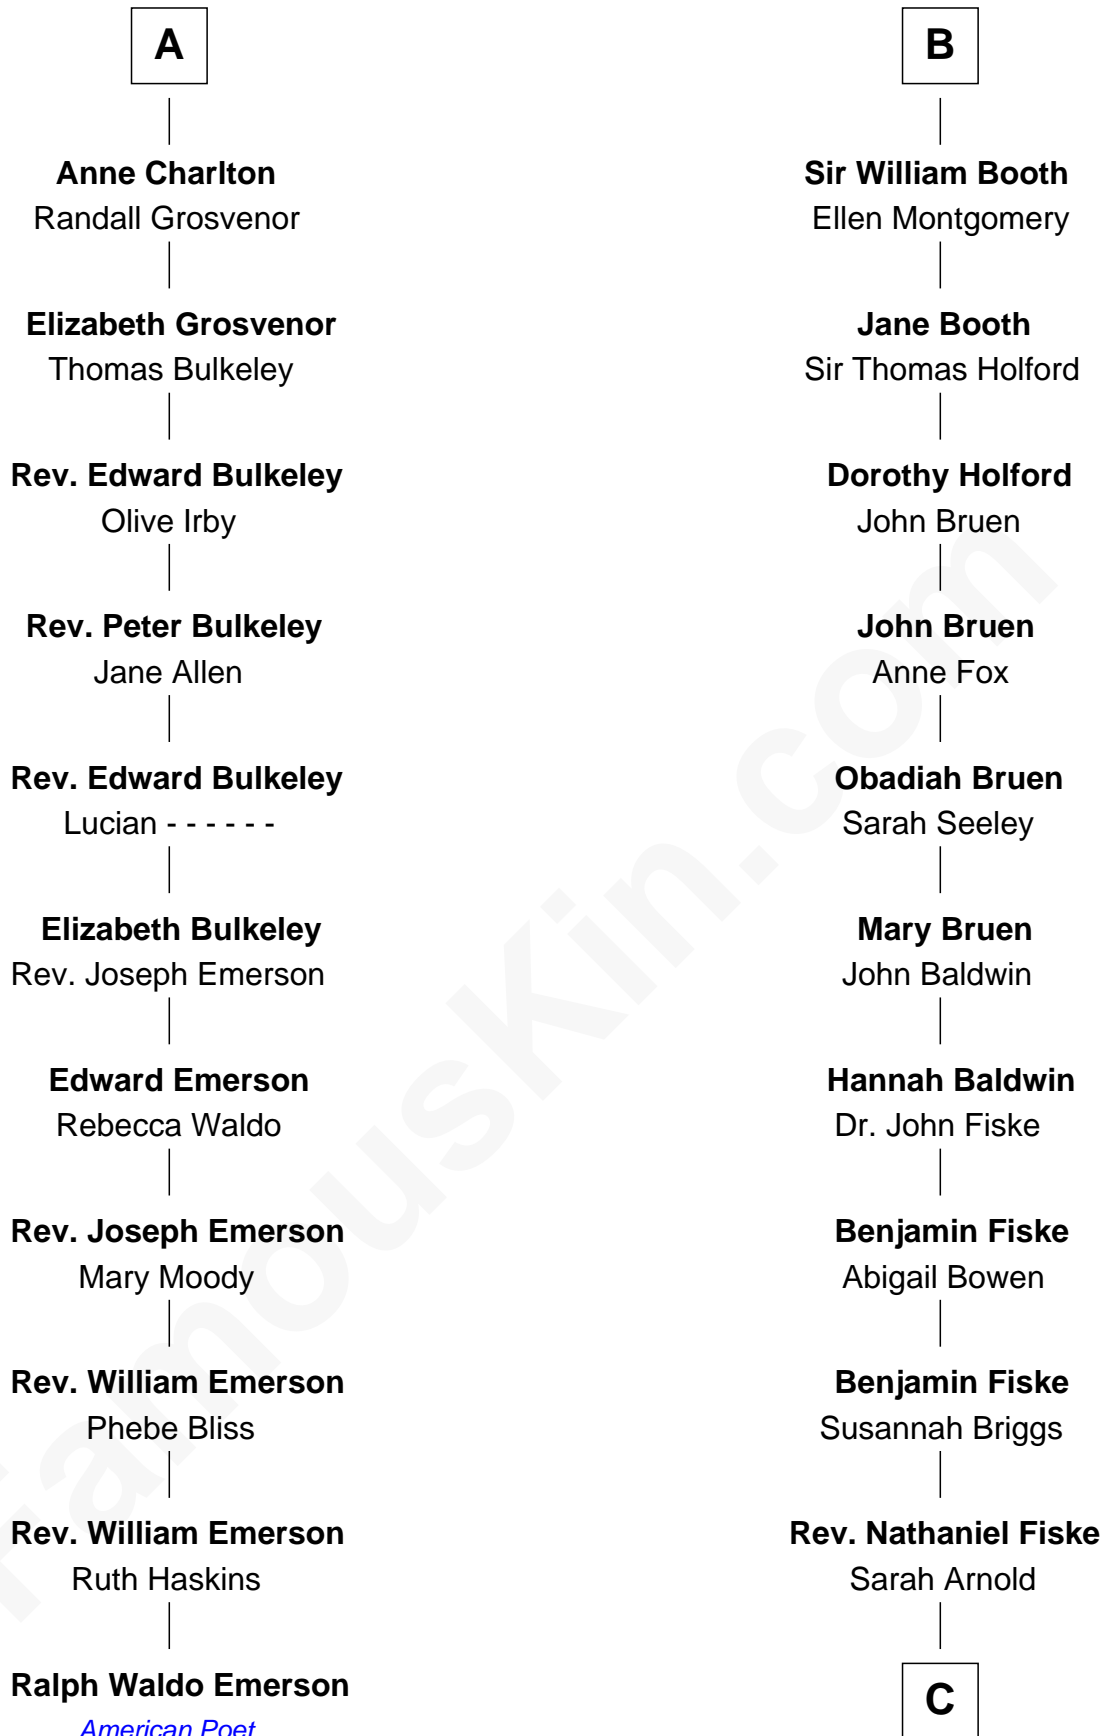 A
Anne Charlton
Randall Grosvenor
Elizabeth Grosvenor
Thomas Bulkeley
Rev. Edward Bulkeley
Olive Irby
Rev. Peter Bulkeley
Jane Allen
Rev. Edward Bulkeley
Lucian - - - - - -
Elizabeth Bulkeley
Rev. Joseph Emerson
Edward Emerson
Rebecca Waldo
Rev. Joseph Emerson
Mary Moody
Rev. William Emerson
Phebe Bliss
Rev. William Emerson
Ruth Haskins
Ralph Waldo Emerson
American Poet
B
Sir William Booth
Ellen Montgomery
Jane Booth
Sir Thomas Holford
Dorothy Holford
John Bruen
John Bruen
Anne Fox
Obadiah Bruen
Sarah Seeley
Mary Bruen
John Baldwin
Hannah Baldwin
Dr. John Fiske
Benjamin Fiske
Abigail Bowen
Benjamin Fiske
Susannah Briggs
Rev. Nathaniel Fiske
Sarah Arnold
C
FamousKin.com